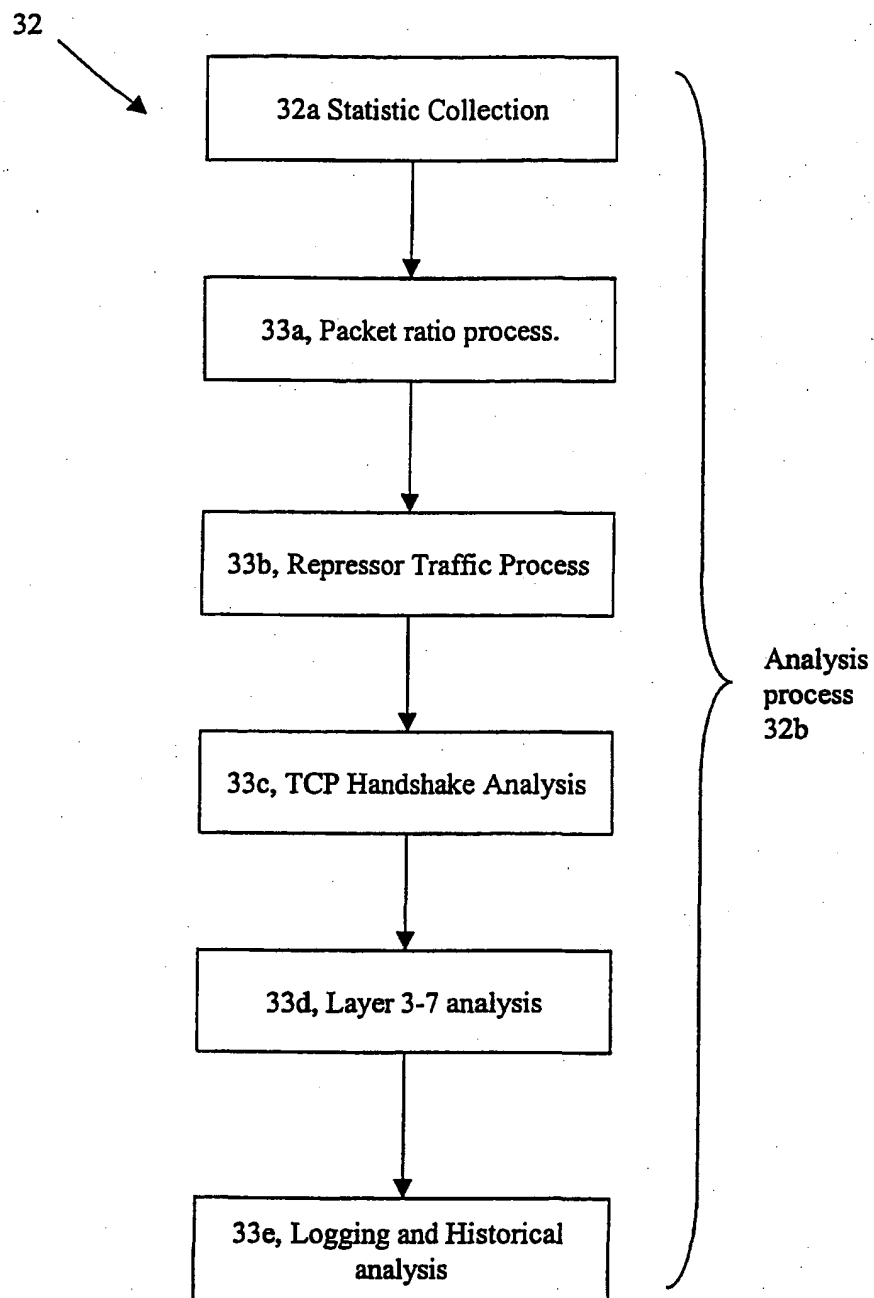 32
32a Statistic Collection
33a, Packet ratio process.
33b, Repressor Traffic Process
33c, TCP Handshake Analysis
33d, Layer 3-7 analysis
33e, Logging and Historical
analysis
Analysis
process
32b